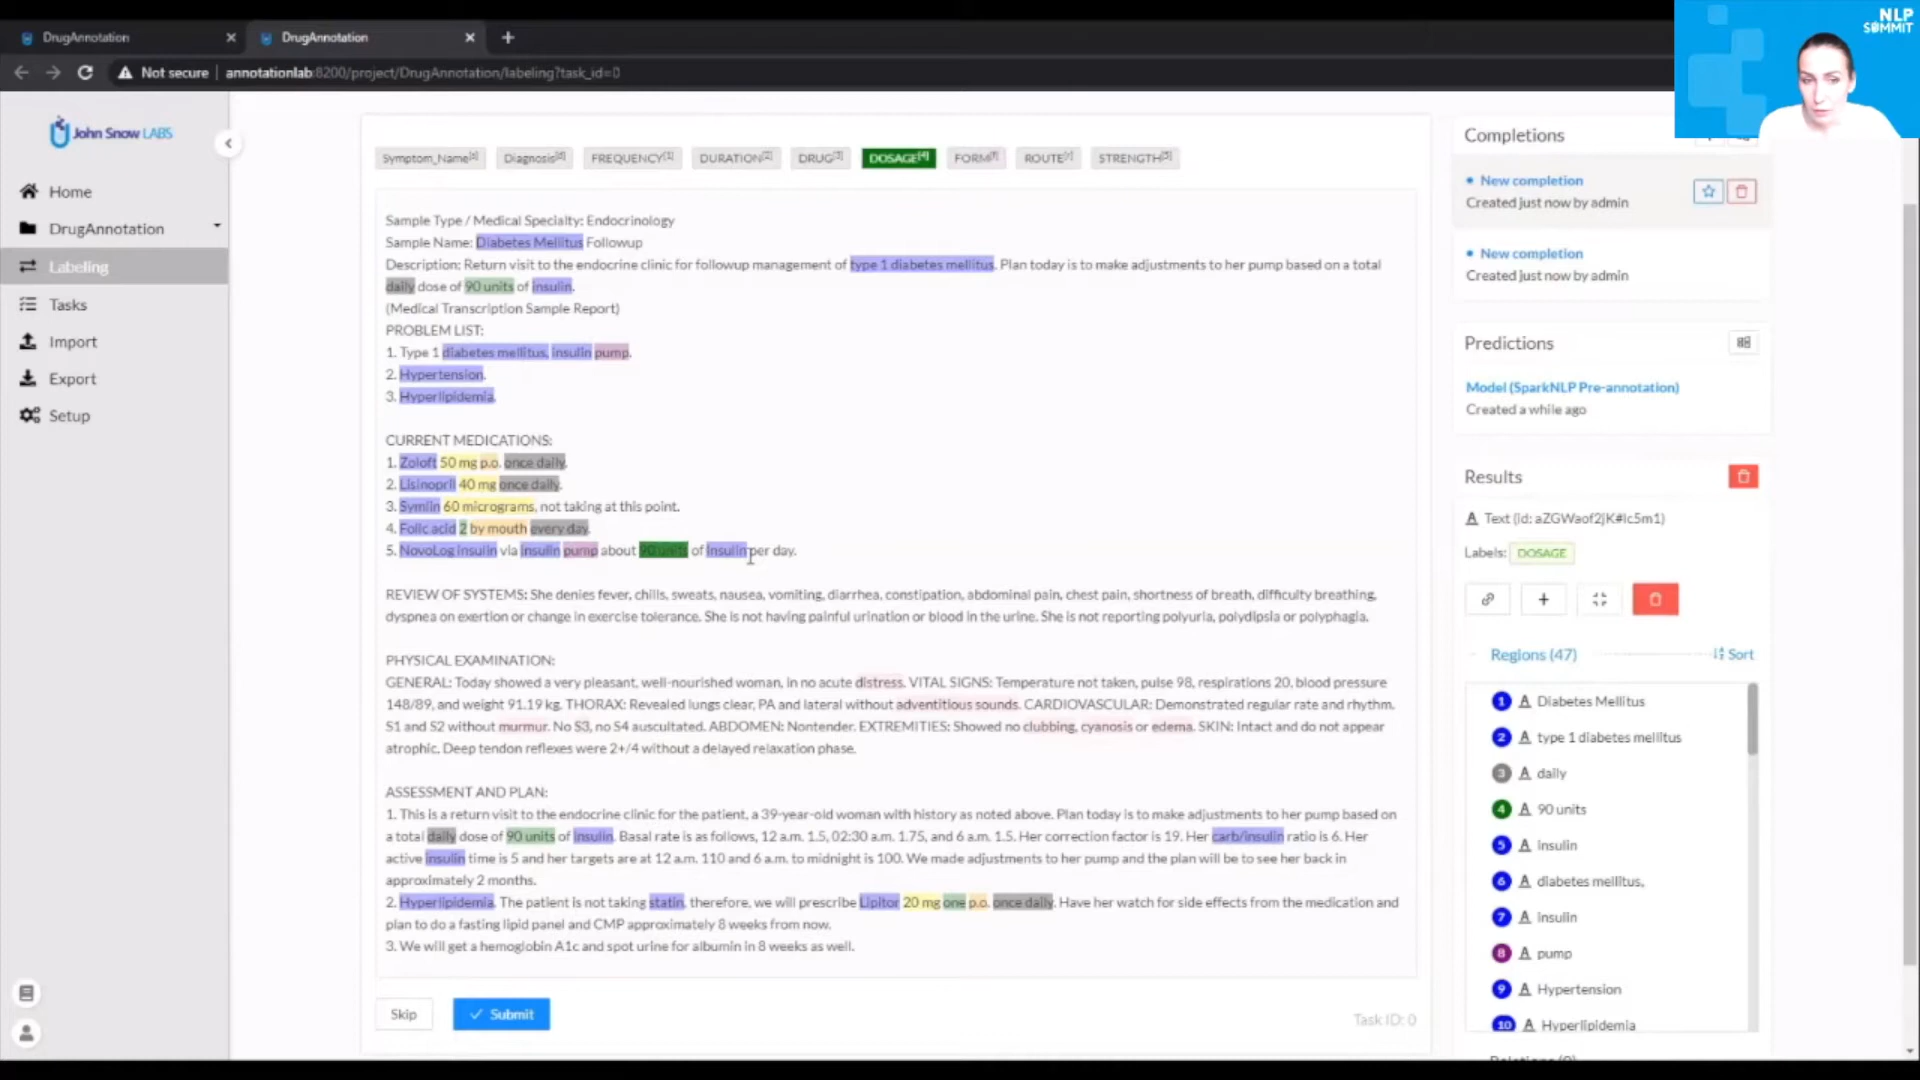 DrugAnnotation
DrugAnnotation
Not secure annotationlab:8200/project/DrugAnnotation/labeling?task_id=0
NLP
SUMMIT
John Snow LABS
Home
DrugAnnotation
Labeling
Tasks
Import
Export
Setup
Symptom_Name[s] Diagnosis[d] FREQUENCY[1] DURATION[2] DRUG[3] DOSAGE[4] FORM[f] ROUTE[r] STRENGTH[5]
Sample Type / Medical Specialty: Endocrinology
Sample Name: Diabetes Mellitus Followup
Description: Return visit to the endocrine clinic for followup management of type 1 diabetes mellitus. Plan today is to make adjustments to her pump based on a total
daily dose of 90 units of insulin.
(Medical Transcription Sample Report)
PROBLEM LIST:
1. Type 1 diabetes mellitus, insulin pump.
2. Hypertension.
3. Hyperlipidemia.
CURRENT MEDICATIONS:
1. Zoloft 50 mg p.o. once daily.
2. Lisinopril 40 mg once daily.
3. Symlin 60 micrograms, not taking at this point.
4. Folic acid 2 by mouth every day.
5. NovoLog insulin via insulin pump about 90 units of insulin per day.
REVIEW OF SYSTEMS: She denies fever, chills, sweats, nausea, vomiting, diarrhea, constipation, abdominal pain, chest pain, shortness of breath, difficulty breathing,
dyspnea on exertion or change in exercise tolerance. She is not having painful urination or blood in the urine. She is not reporting polyuria, polydipsia or polyphagia.
PHYSICAL EXAMINATION:
GENERAL: Today showed a very pleasant, well-nourished woman, in no acute distress. VITAL SIGNS: Temperature not taken, pulse 98, respirations 20, blood pressure
148/89, and weight 91.19 kg. THORAX: Revealed lungs clear, PA and lateral without adventitious sounds. CARDIOVASCULAR: Demonstrated regular rate and rhythm.
S1 and S2 without murmur. No S3, no S4 auscultated. ABDOMEN: Nontender. EXTREMITIES: Showed no clubbing, cyanosis or edema. SKIN: Intact and do not appear
atrophic. Deep tendon reflexes were 2+/4 without a delayed relaxation phase.
ASSESSMENT AND PLAN:
1. This is a return visit to the endocrine clinic for the patient, a 39-year-old woman with history as noted above. Plan today is to make adjustments to her pump based on
a total daily dose of 90 units of insulin. Basal rate is as follows, 12 a.m. 1.5, 02:30 a.m. 1.75, and 6 a.m. 1.5. Her correction factor is 19. Her carb/insulin ratio is 6. Her
active insulin time is 5 and her targets are at 12 a.m. 110 and 6 a.m. to midnight is 100. We made adjustments to her pump and the plan will be to see her back in
approximately 2 months.
2. Hyperlipidemia. The patient is not taking statin, therefore, we will prescribe Lipitor 20 mg one p.o. once daily. Have her watch for side effects from the medication and
plan to do a fasting lipid panel and CMP approximately 8 weeks from now.
3. We will get a hemoglobin A1c and spot urine for albumin in 8 weeks as well.
Skip
Submit
Task ID: 0
Completions
New completion
Created just now by admin
New completion
Created just now by admin
Predictions
Model (SparkNLP Pre-annotation)
Created a while ago
Results
Text (id: aZGWaof2jK#lc5m1)
Labels: DOSAGE
Regions (47) Sort
1 Diabetes Mellitus
2 type 1 diabetes mellitus
3 daily
4 90 units
5 insulin
6 diabetes mellitus,
7 insulin
8 pump
9 Hypertension
10 Hyperlipidemia